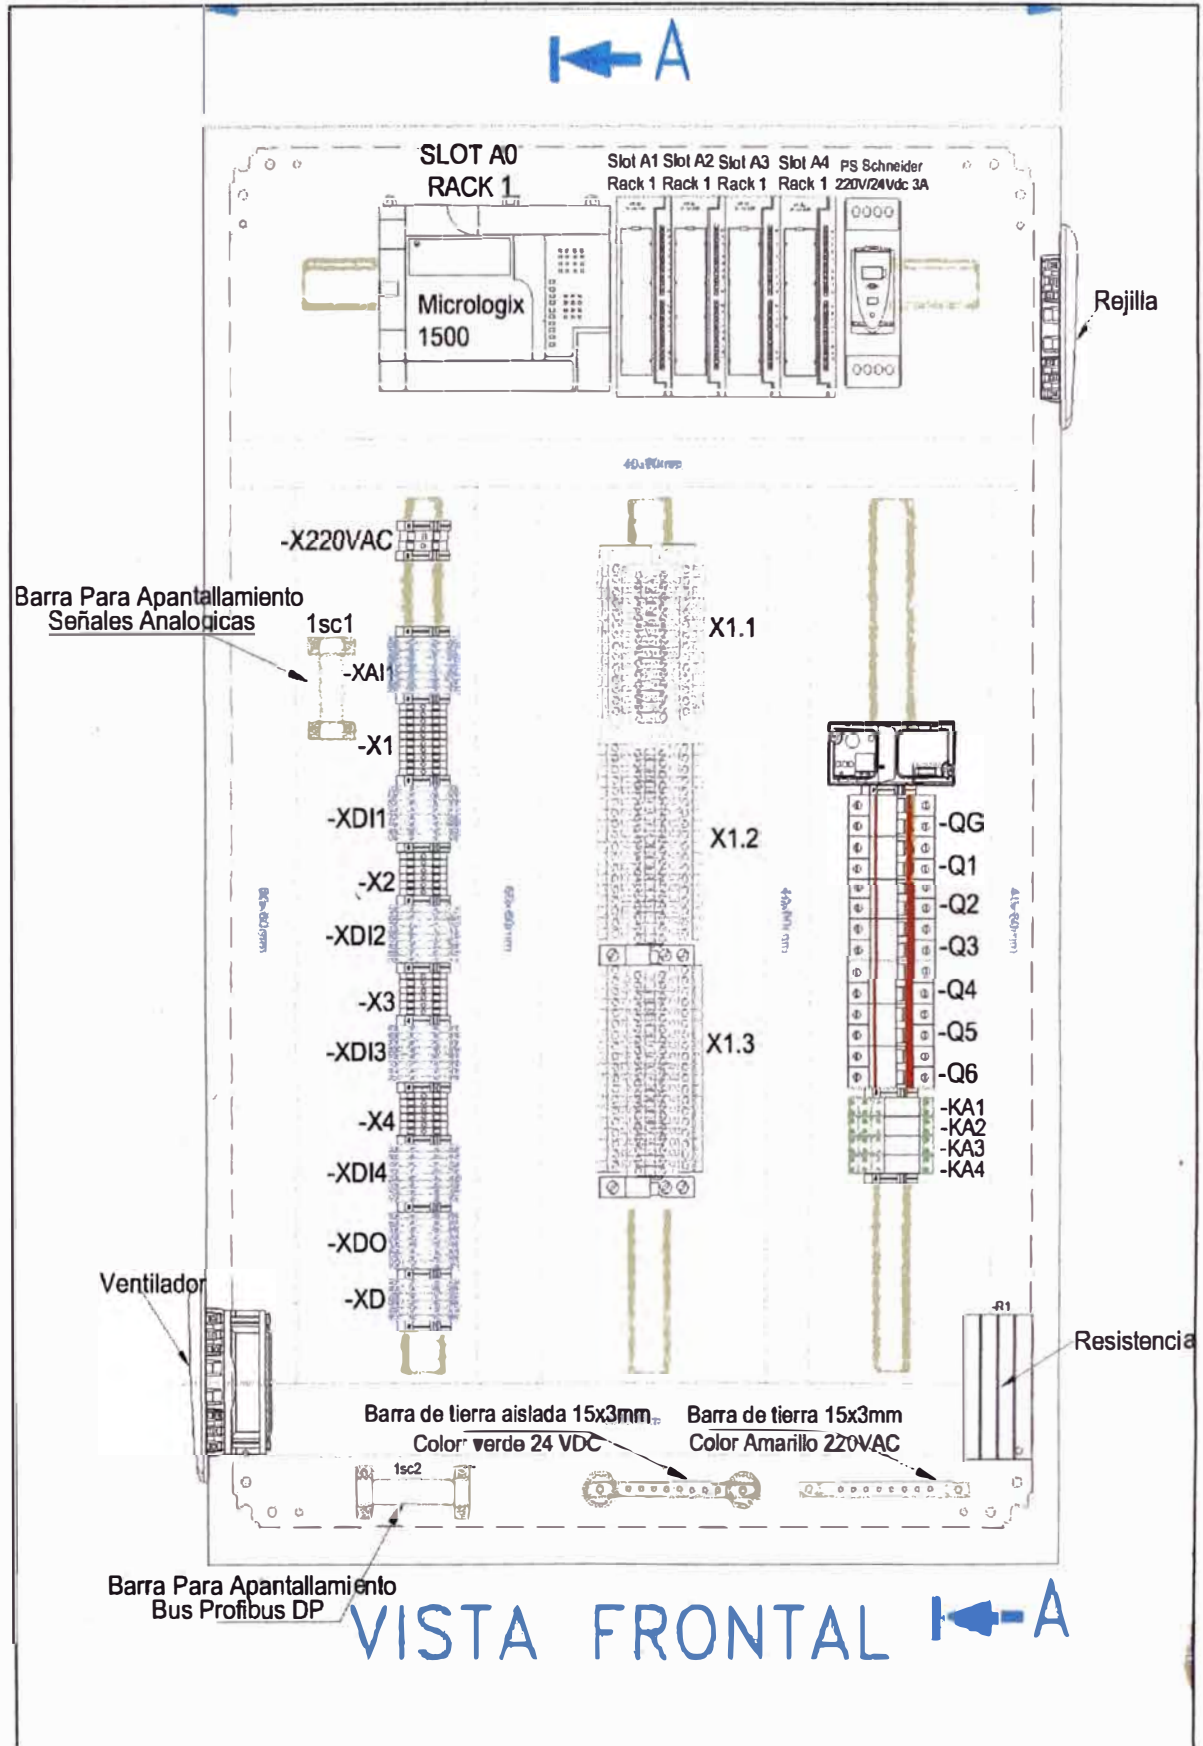 A
SLOT A0
RACK 1
Slot A1 Slot A2 Slot A3 Slot A4
Rack 1 Rack 1 Rack 1 Rack 1
PS Schneider
220V/24Vdc 3A
Micrologix
1500
Rejilla
-X220VAC
Barra Para Apantallamiento
Señales Analogicas
1sc1
-XAI1
-X1
-XDI1
-X2
-XDI2
-X3
-XDI3
-X4
-XDI4
-XDO
-XD
X1.1
X1.2
X1.3
-QG
-Q1
-Q2
-Q3
-Q4
-Q5
-Q6
-KA1
-KA2
-KA3
-KA4
Ventilador
-R1
Resistencia
Barra de tierra aislada 15x3mm
Color verde 24 VDC
Barra de tierra 15x3mm
Color Amarillo 220VAC
1sc2
Barra Para Apantallamiento
Bus Profibus DP
VISTA FRONTAL
A